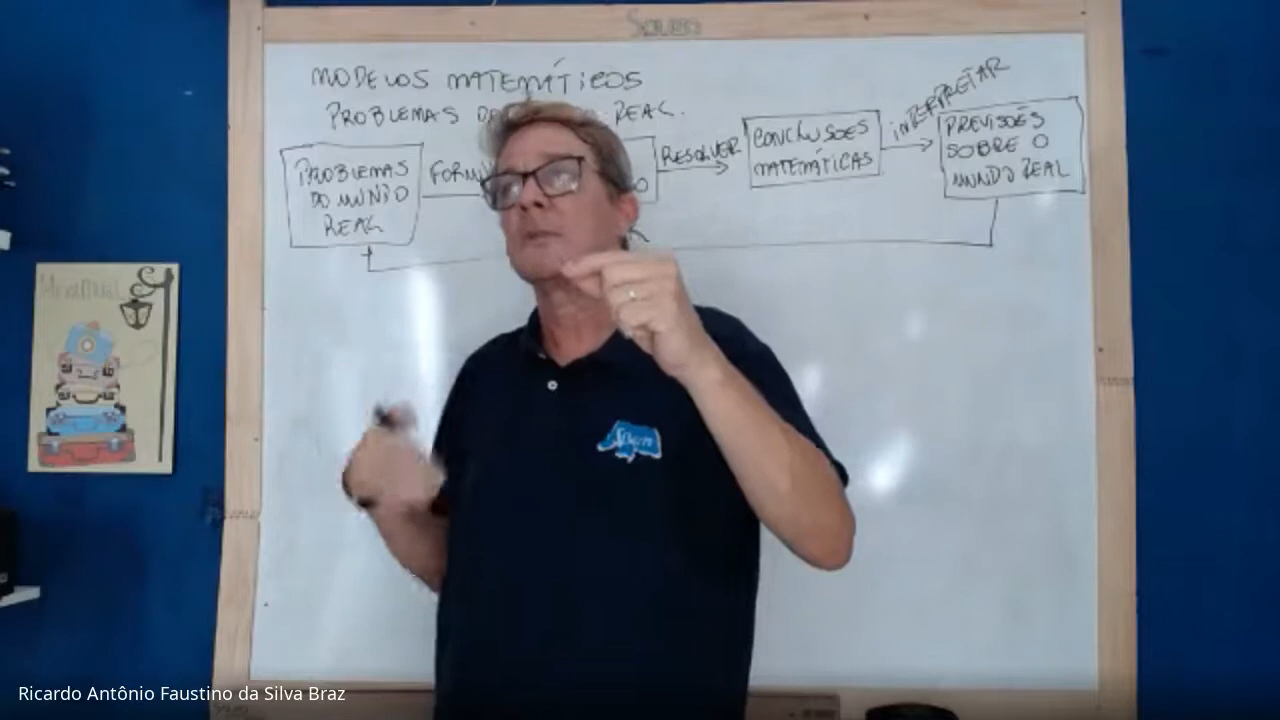 MODELOS MATEMÁTICOS
PROBLEMAS DO REAL.
PROBLEMAS
DO MUNDO
REAL
RESOLVER
CONCLUSÕES
MATEMÁTICAS
INTERPRETAR
PREVISÕES
SOBRE O
MUNDO REAL
Ricardo Antônio Faustino da Silva Braz